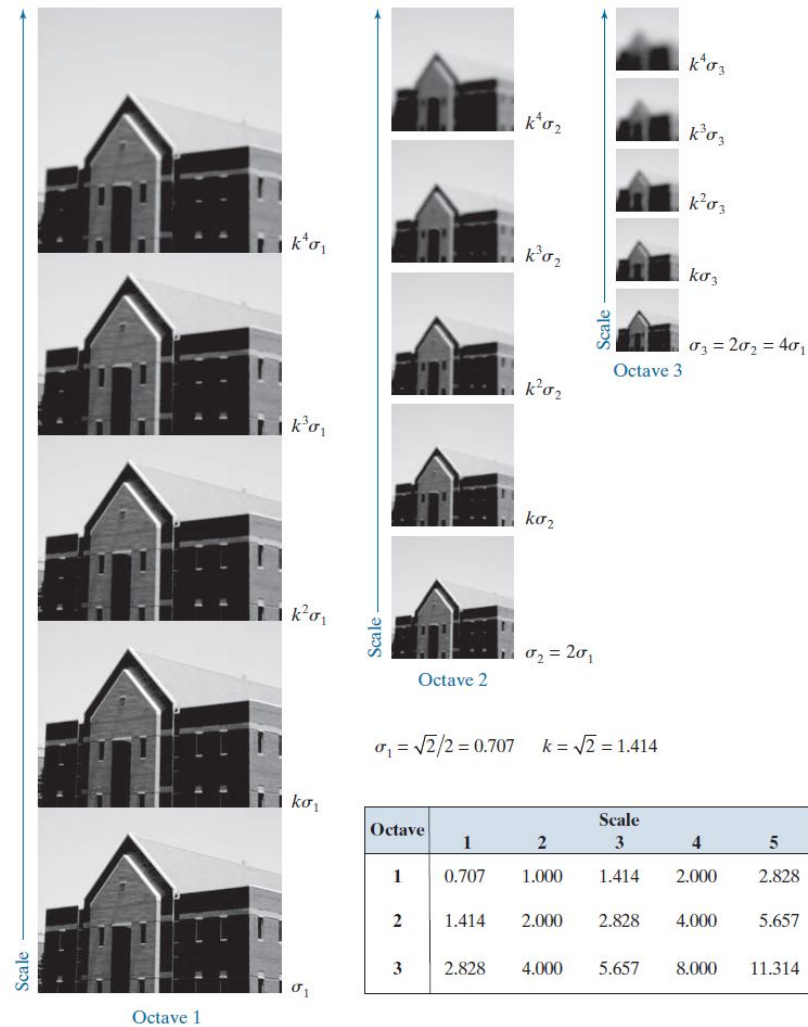 k⁴σ₁
k³σ₁
k²σ₁
kσ₁
σ₁
Scale
Octave 1
k⁴σ₂
k³σ₂
k²σ₂
kσ₂
σ₂ = 2σ₁
Scale
Octave 2
k⁴σ₃
k³σ₃
k²σ₃
kσ₃
σ₃ = 2σ₂ = 4σ₁
Scale
Octave 3
σ₁ = √2/2 = 0.707 k = √2 = 1.414
Octave Scale
1 2 3 4 5
1 0.707 1.000 1.414 2.000 2.828
2 1.414 2.000 2.828 4.000 5.657
3 2.828 4.000 5.657 8.000 11.314